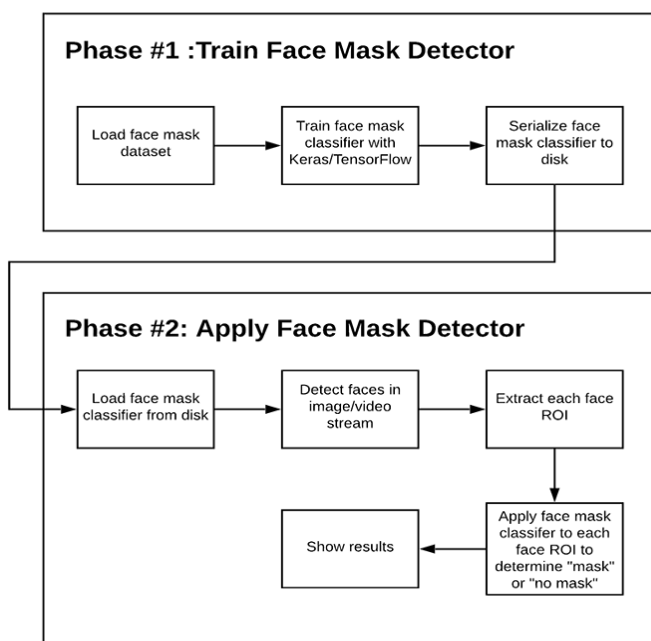 Phase #1 :Train Face Mask Detector
Load face mask
dataset
Train face mask
classifier with
Keras/TensorFlow
Serialize face
mask classifier to
disk
Phase #2: Apply Face Mask Detector
Load face mask
classifier from disk
Detect faces in
image/video
stream
Extract each face
ROI
Apply face mask
classifer to each
face ROI to
determine "mask"
or "no mask"
Show results